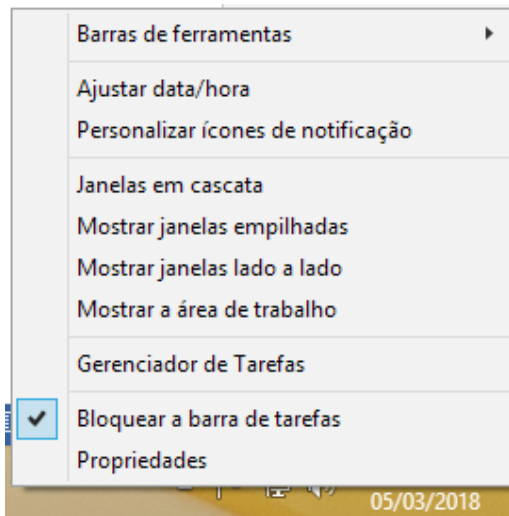 Barras de ferramentas
Ajustar data/hora
Personalizar ícones de notificação
Janelas em cascata
Mostrar janelas empilhadas
Mostrar janelas lado a lado
Mostrar a área de trabalho
Gerenciador de Tarefas
Bloquear a barra de tarefas
Propriedades
05/03/2018